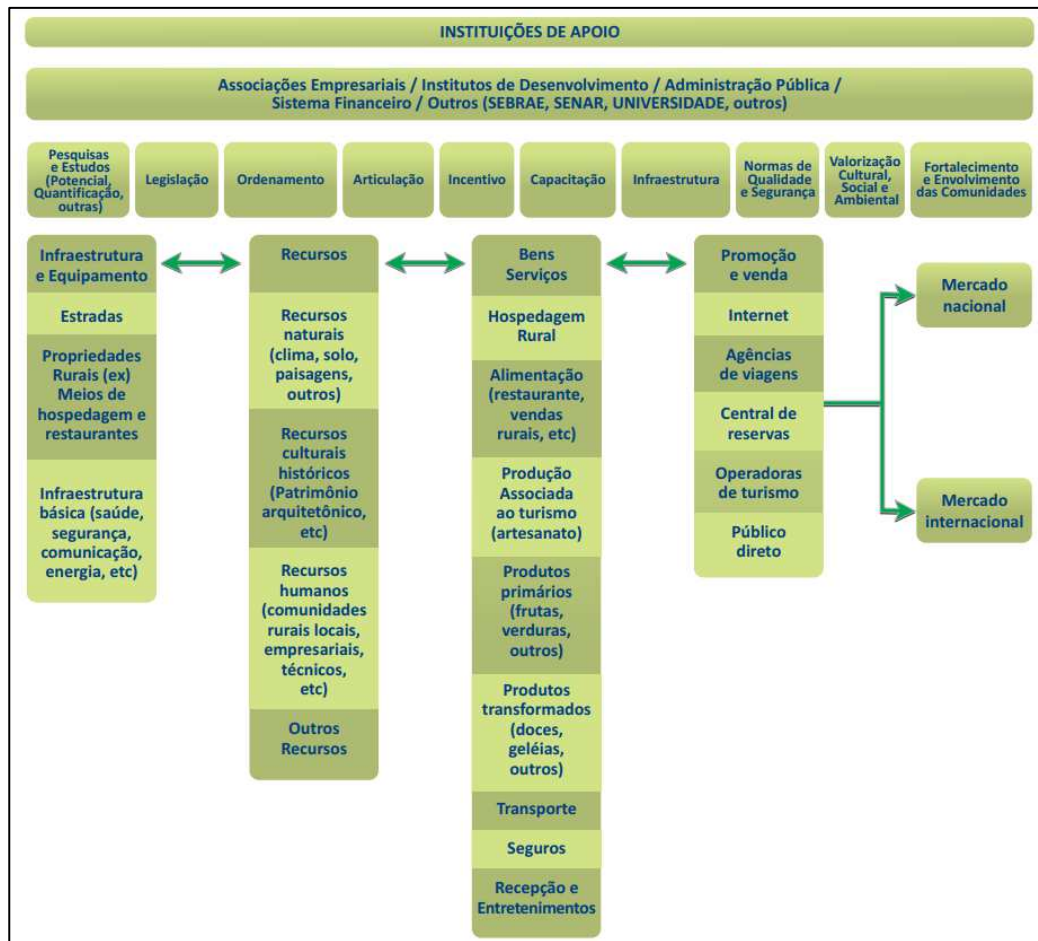 INSTITUIÇÕES DE APOIO
Associações Empresariais / Institutos de Desenvolvimento / Administração Pública /
Sistema Financeiro / Outros (SEBRAE, SENAR, UNIVERSIDADE, outros)
Pesquisas
e Estudos
(Potencial,
Quantificação,
outras)
Legislação
Ordenamento
Articulação
Incentivo
Capacitação
Infraestrutura
Normas de
Qualidade
e Segurança
Valorização
Cultural,
Social e
Ambiental
Fortalecimento
e Envolvimento
das Comunidades
Infraestrutura
e Equipamento
Estradas
Propriedades
Rurais (ex)
Meios de
hospedagem e
restaurantes
Infraestrutura
básica (saúde,
segurança,
comunicação,
energia, etc)
Recursos
Recursos
naturais
(clima, solo,
paisagens,
outros)
Recursos
culturais
históricos
(Patrimônio
arquitetônico,
etc)
Recursos
humanos
(comunidades
rurais locais,
empresariais,
técnicos,
etc)
Outros
Recursos
Bens
Serviços
Hospedagem
Rural
Alimentação
(restaurante,
vendas
rurais, etc)
Produção
Associada
ao turismo
(artesanato)
Produtos
primários
(frutas,
verduras,
outros)
Produtos
transformados
(doces,
geléias,
outros)
Transporte
Seguros
Recepção e
Entretenimentos
Promoção
e venda
Internet
Agências
de viagens
Central de
reservas
Operadoras
de turismo
Público
direto
Mercado
nacional
Mercado
internacional